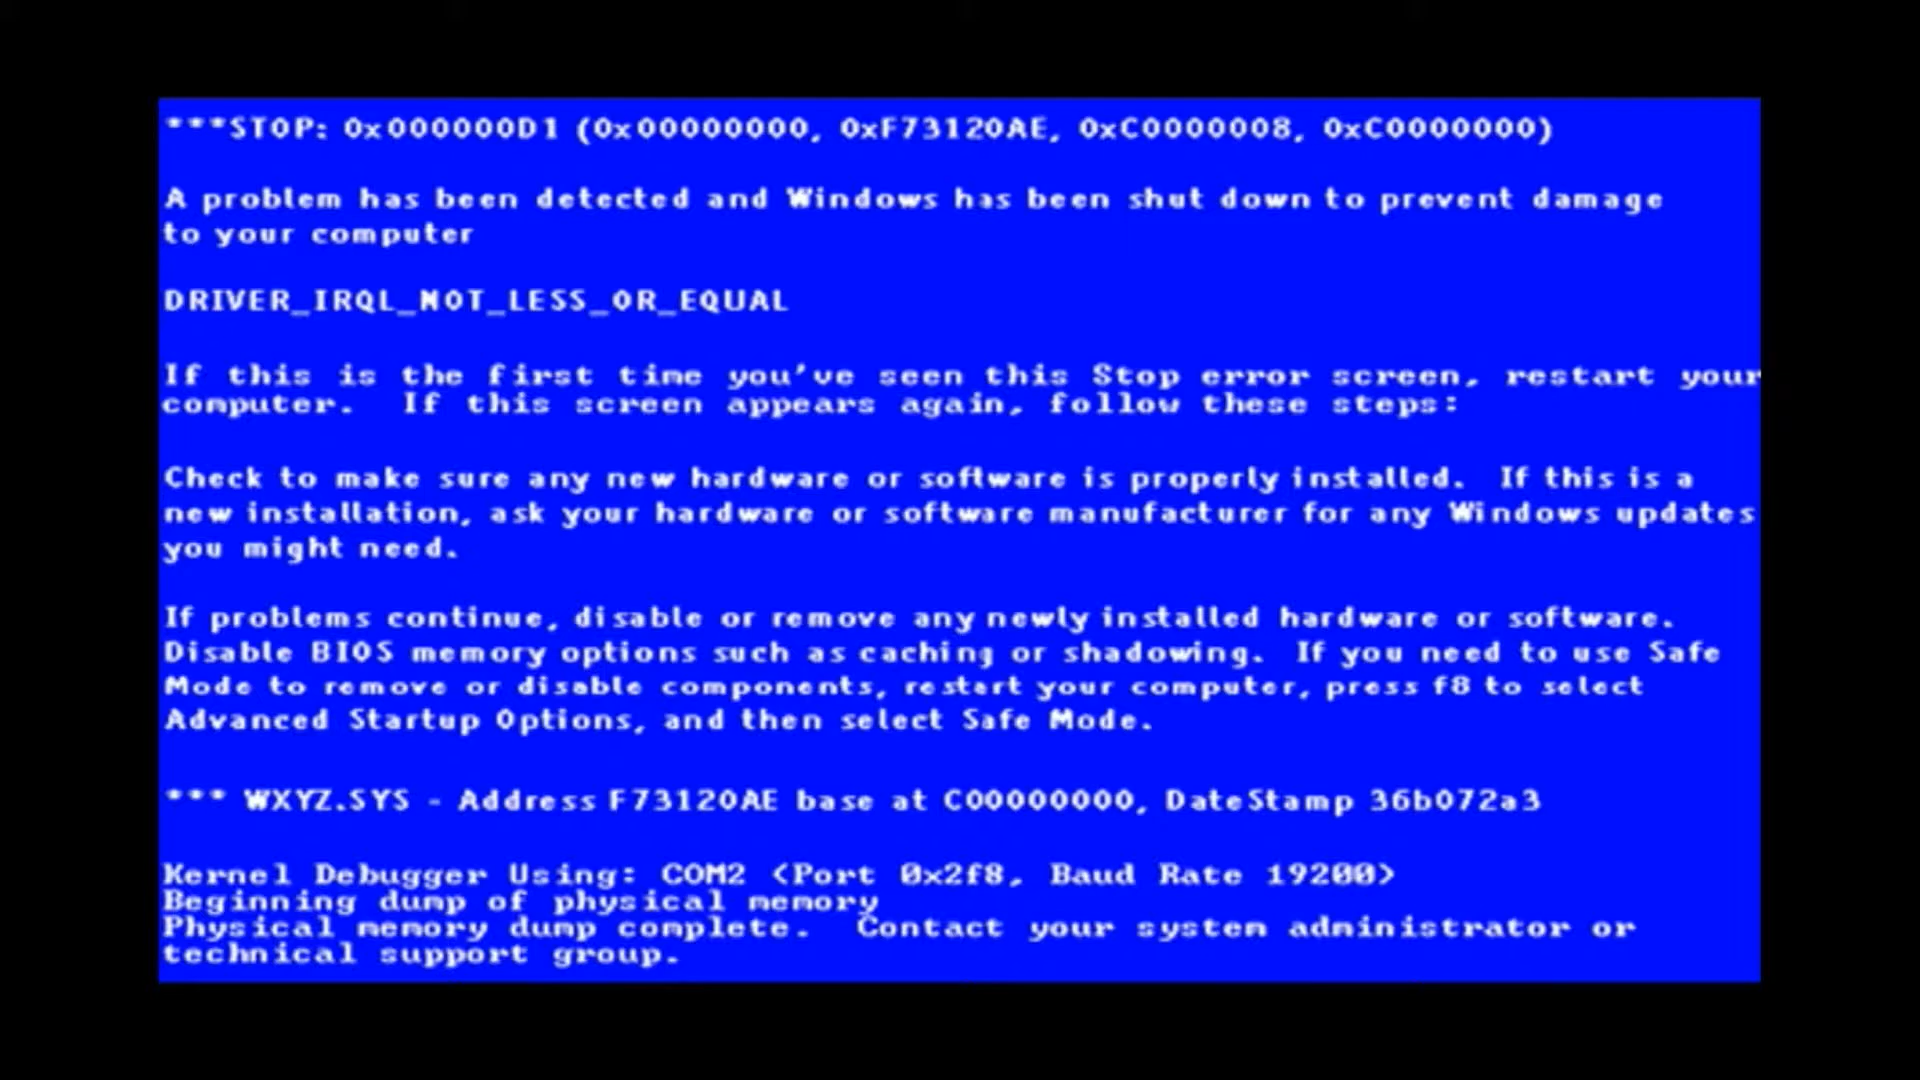 ***STOP: 0x000000D1 (0x00000000, 0xF73120AE, 0xC0000008, 0xC0000000)
A problem has been detected and Windows has been shut down to prevent damage
to your computer
DRIVER_IRQL_NOT_LESS_OR_EQUAL
If this is the first time you've seen this Stop error screen, restart your
computer. If this screen appears again, follow these steps:
Check to make sure any new hardware or software is properly installed. If this is a
new installation, ask your hardware or software manufacturer for any Windows updates
you might need.
If problems continue, disable or remove any newly installed hardware or software.
Disable BIOS memory options such as caching or shadowing. If you need to use Safe
Mode to remove or disable components, restart your computer, press f8 to select
Advanced Startup Options, and then select Safe Mode.
*** WXYZ.SYS - Address F73120AE base at C00000000, DateStamp 36b072a3
Kernel Debugger Using: COM2 (Port 0x2f8, Baud Rate 19200)
Beginning dump of physical memory
Physical memory dump complete. Contact your system administrator or
technical support group.